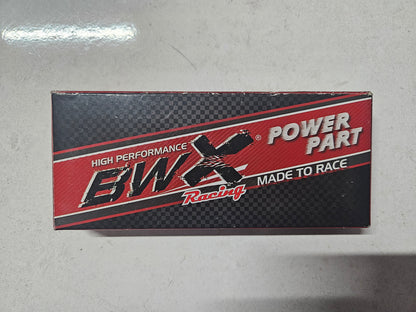 HIGH PERFORMANCE
BWX®
Racing
POWER
PART
MADE TO RACE